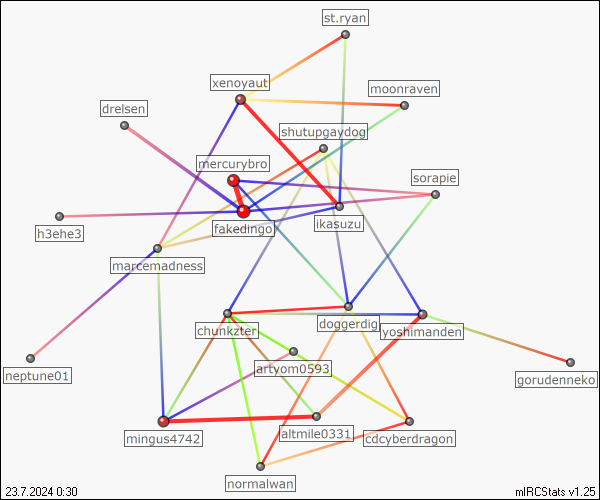 st.ryan
xenoyaut
moonraven
drelsen
shutupgaydog
mercurybro
sorapie
ikasuzu
fakedingo
h3ehe3
marcemadness
chunkzter
doggerdig
yoshimanden
artyom0593
neptune01
gorudenneko
mingus4742
altmile0331
cdcyberdragon
normalwan
23.7.2024 0:30
mIRCStats v1.25